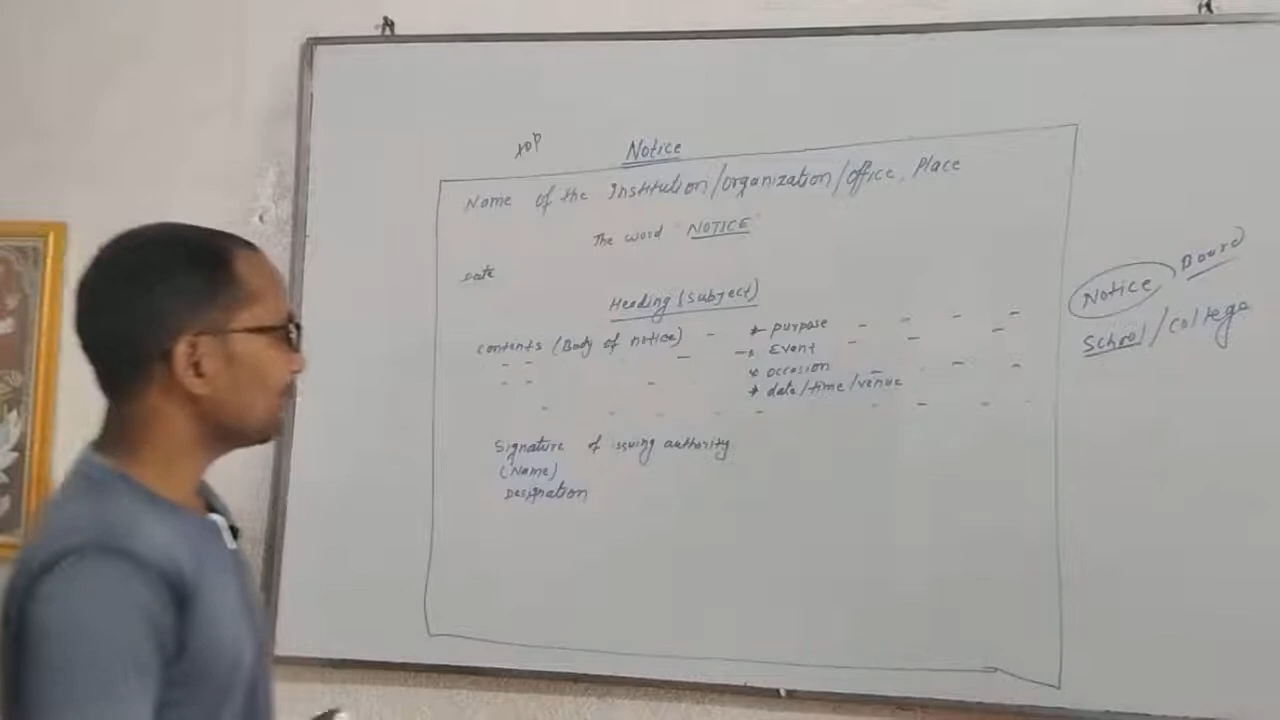 Notice
Name of the Institution/organization/office, Place
The word "NOTICE"
Date
Heading (Subject)
Contents (Body of notice)
purpose
Event
occasion
date/time/venue
Signature of issuing authority
(Name)
Designation
Notice Board
School/College